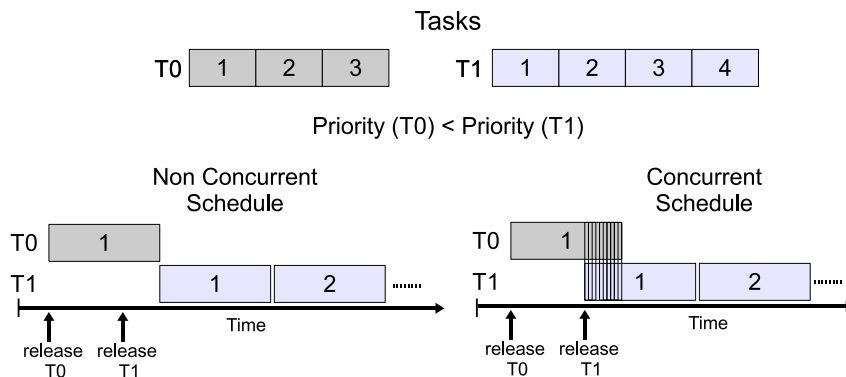 Tasks
T0 1 2 3 T1 1 2 3 4
Priority (T0) < Priority (T1)
Non Concurrent
Schedule
T0 1
T1 1 2 ........
Time
release
T0
release
T1
Concurrent
Schedule
T0 1
T1 1 2 ........
Time
release
T0
release
T1